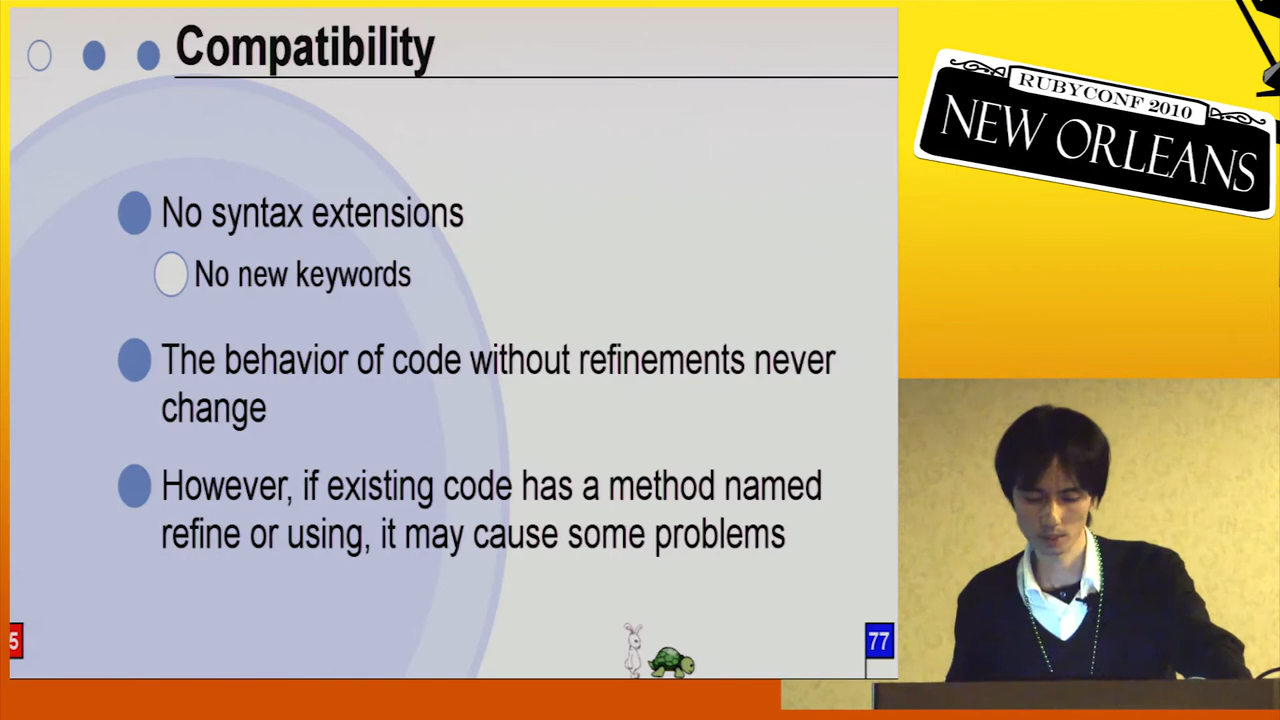 Compatibility
No syntax extensions
No new keywords
The behavior of code without refinements never
change
However, if existing code has a method named
refine or using, it may cause some problems
5
77
RUBYCONF 2010
NEW ORLEANS